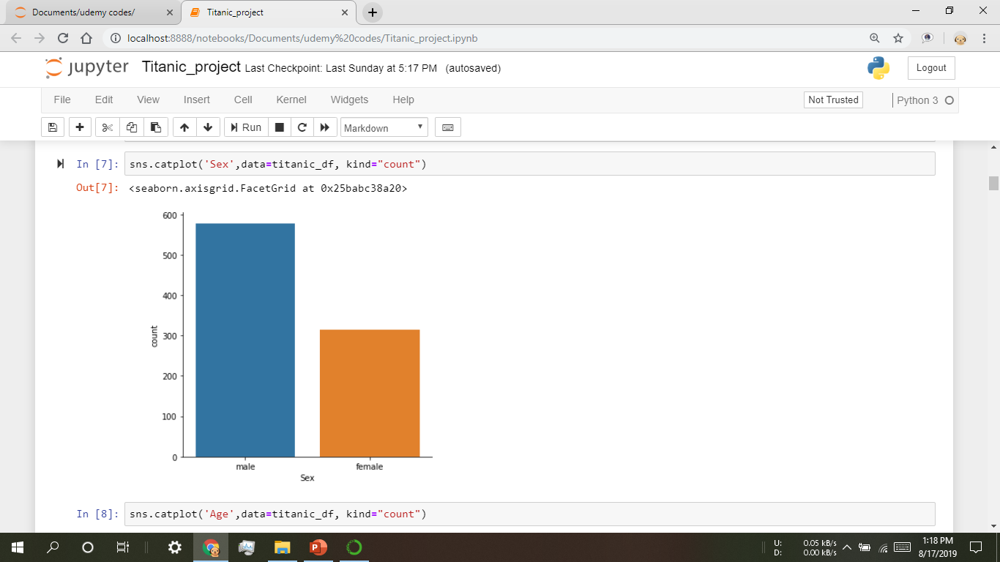 Documents/udemy codes/
Titanic_project
localhost:8888/notebooks/Documents/udemy%20codes/Titanic_project.ipynb
jupyter Titanic_project Last Checkpoint: Last Sunday at 5:17 PM (autosaved)
Logout
File Edit View Insert Cell Kernel Widgets Help
Not Trusted
Python 3
Run
Markdown
In [7]: sns.catplot('Sex',data=titanic_df, kind="count")
Out[7]: <seaborn.axisgrid.FacetGrid at 0x25babc38a20>
600
500
400
300
200
100
0
count
male female
Sex
In [8]: sns.catplot('Age',data=titanic_df, kind="count")
U: 0.05 kB/s
D: 0.00 kB/s
1:18 PM
8/17/2019